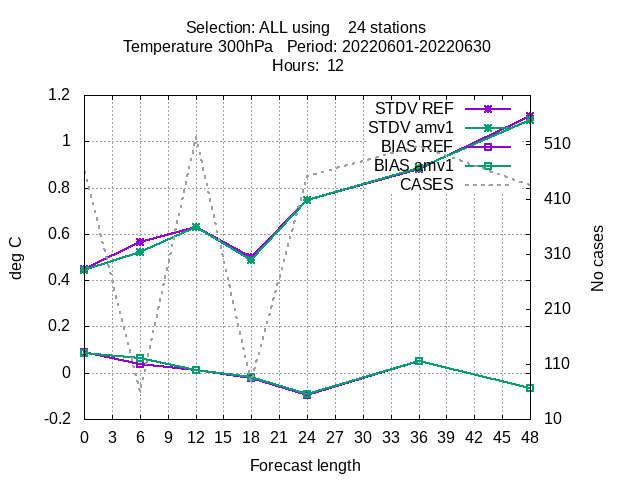 Selection: ALL using 24 stations
Temperature 300hPa Period: 20220601-20220630
Hours: 12
STDV REF
STDV amv1
BIAS REF
BIAS amv1
CASES
deg C
1.2
1
0.8
0.6
0.4
0.2
0
-0.2
No cases
510
410
310
210
110
10
0 3 6 9 12 15 18 21 24 27 30 33 36 39 42 45 48
Forecast length